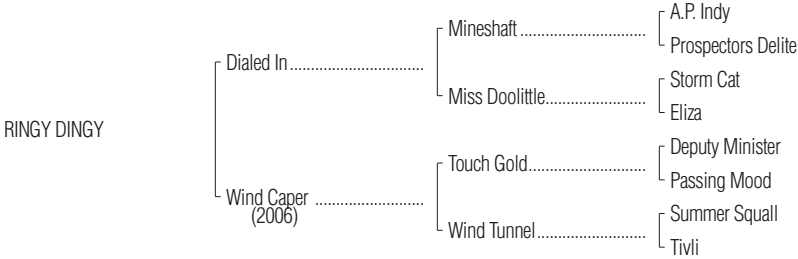 A.P. Indy
Mineshaft
Prospectors Delite
Dialed In
Storm Cat
Miss Doolittle
Eliza
RINGY DINGY
Deputy Minister
Touch Gold
Passing Mood
Wind Caper
(2006)
Summer Squall
Wind Tunnel
Tivli